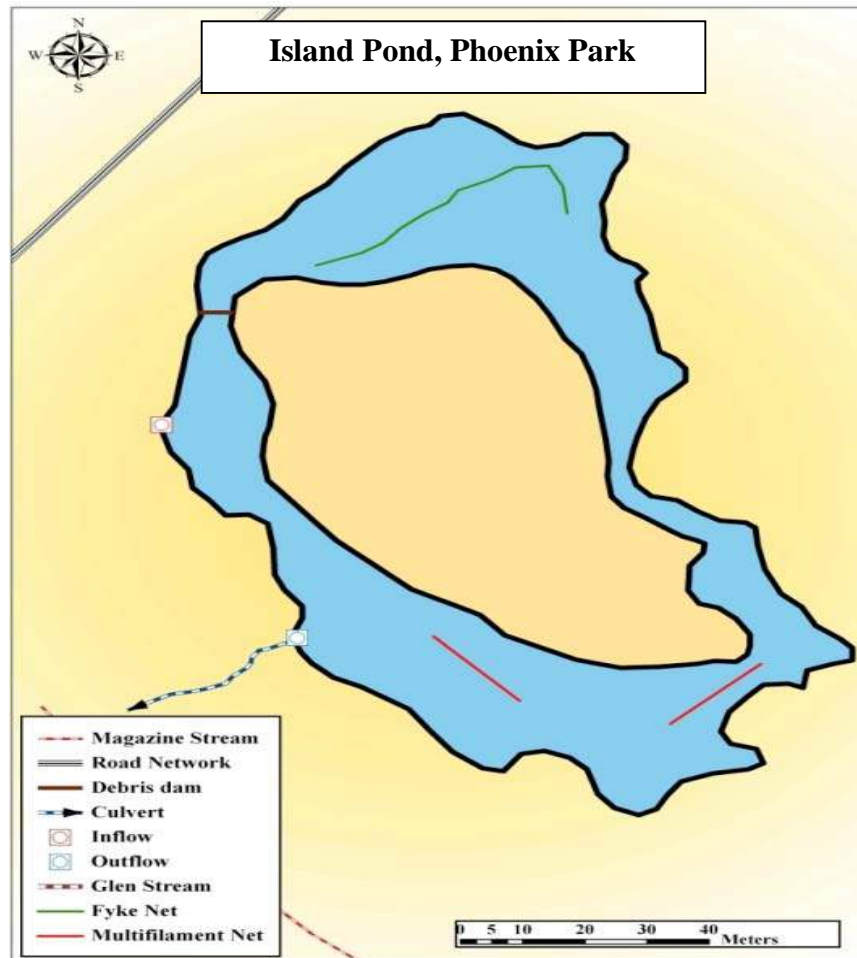 N
W E
S
Island Pond, Phoenix Park
Magazine Stream
Road Network
Debris dam
Culvert
Inflow
Outflow
Glen Stream
Fyke Net
Multifilament Net
0 5 10 20 30 40
Meters